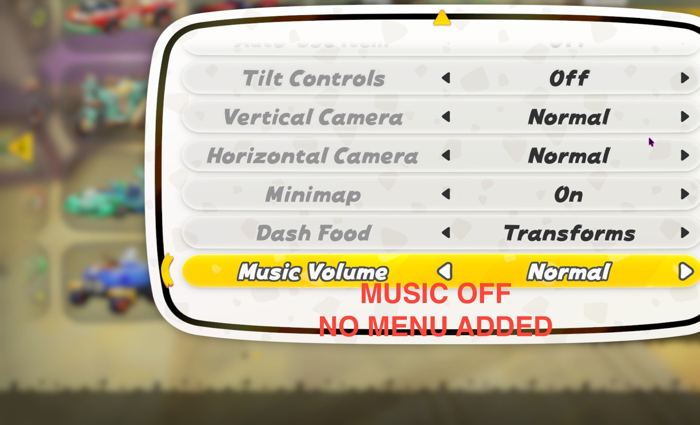 Tilt Controls Off
Vertical Camera Normal
Horizontal Camera Normal
Minimap On
Dash Food Transforms
Music Volume Normal
MUSIC OFF
NO MENU ADDED